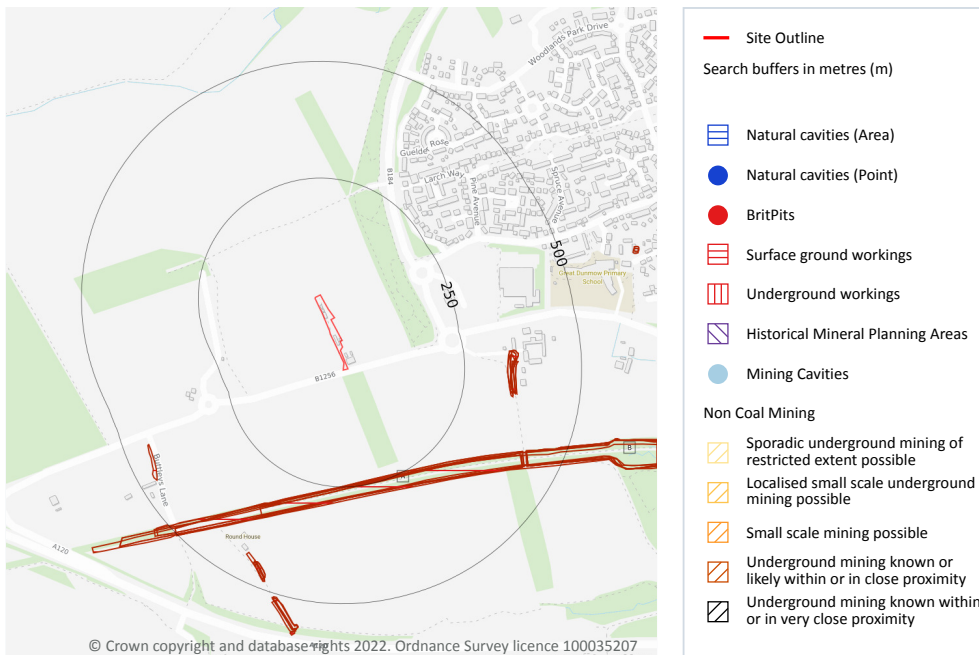 Woodlands Park Drive
Guelde Rose
B184
Larch Way
Pine Avenue
Spruce Avenue
500
Great Dunmow Primary
School
250
B1256
Buttleys Lane
A
B
Round House
A120
© Crown copyright and database rights 2022. Ordnance Survey licence 100035207
Site Outline
Search buffers in metres (m)
Natural cavities (Area)
Natural cavities (Point)
BritPits
Surface ground workings
Underground workings
Historical Mineral Planning Areas
Mining Cavities
Non Coal Mining
Sporadic underground mining of
restricted extent possible
Localised small scale underground
mining possible
Small scale mining possible
Underground mining known or
likely within or in close proximity
Underground mining known within
or in very close proximity